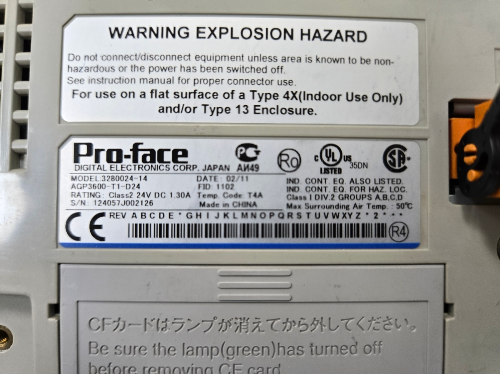 WARNING EXPLOSION HAZARD
Do not connect/disconnect equipment unless area is known to be non-
hazardous or the power has been switched off.
See instruction manual for proper connector use.
For use on a flat surface of a Type 4X(Indoor Use Only)
and/or Type 13 Enclosure.
Pro-face
DIGITAL ELECTRONICS CORP. JAPAN АИ49
MODEL 3280024-14 DATE: 02/11
AGP3600-T1-D24 FID: 1102
RATING: Class2 24V DC 1.30A Temp. Code: T4A
S/N: 124057J002126 Made in CHINA
Ro
C UL US LISTED 35DN
SA
IND. CONT. EQ. ALSO LISTED
IND. CONT. EQ. FOR HAZ. LOC.
Class I DIV.2 GROUPS A,B,C,D
Max Surrounding Air Temp.: 50℃
CE REV A B C D E * G H I J K L M N O P Q R S T U V W X Y Z * 2 * * *
R4
CFカードはランプが消えてから外してください。
Be sure the lamp(green)has turned off
before removing CF card.